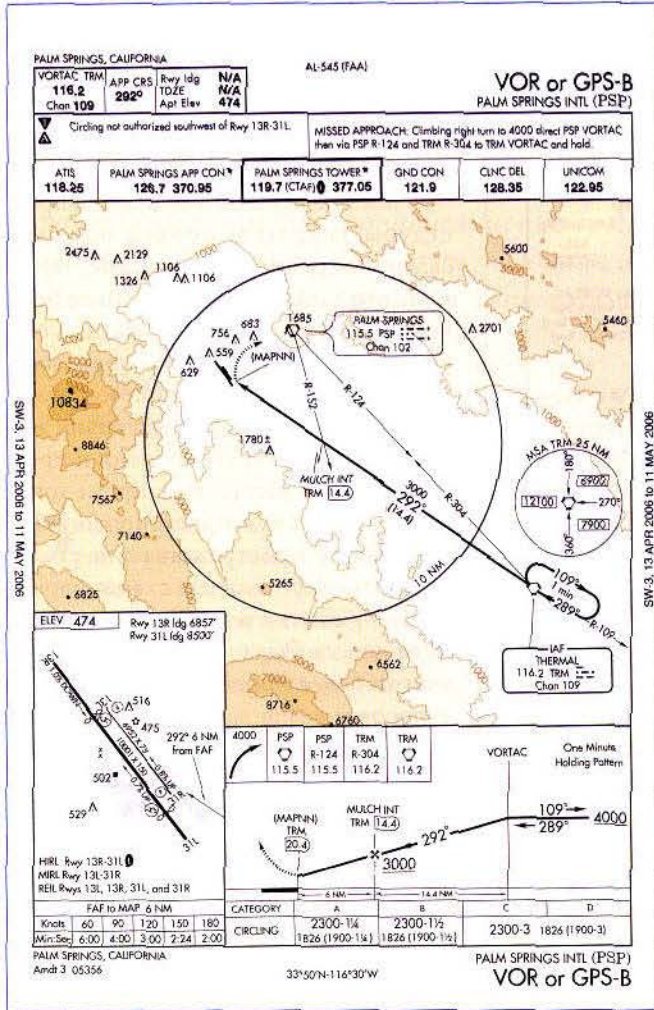 PALM SPRINGS, CALIFORNIA
AL-545 (FAA)
VORTAC TRM
116.2
Chan 109
APP CRS
292°
Rwy ldg N/A
TDZE N/A
Apt Elev 474
VOR or GPS-B
PALM SPRINGS INTL (PSP)
Circling not authorized southwest of Rwy 13R-31L.
MISSED APPROACH: Climbing right turn to 4000 direct PSP VORTAC
then via PSP R-124 and TRM R-304 to TRM VORTAC and hold.
ATIS
118.25
PALM SPRINGS APP CON*
126.7 370.95
PALM SPRINGS TOWER*
119.7 (CTAF) 377.05
GND CON
121.9
CLNC DEL
128.35
UNICOM
122.95
SW-3, 13 APR 2006 to 11 MAY 2006
SW-3, 13 APR 2006 to 11 MAY 2006
2475
2129
1326
1106
1106
1000
5600
5460
2701
1685
PALM SPRINGS
115.5 PSP
Chan 102
683
756
559
629
(MAPNN)
10834
8846
7567
7140
6825
1780±
R-152
R-124
R-304
MULCH INT
TRM 14.4
3000
292°
(14.4)
MSA TRM 25 NM
180°
6900
12100
270°
7900
360°
10 NM
109°
1 min
289°
R-109
IAF
THERMAL
116.2 TRM
Chan 109
5265
6562
8716
6760
ELEV 474
Rwy 13R ldg 6857'
Rwy 31L ldg 8500'
516
475
502
529
10001 X 150
31L
292° 6 NM
from FAF
HIRL Rwy 13R-31L
MIRL Rwy 13L-31R
REIL Rwys 13L, 13R, 31L, and 31R
4000
PSP
115.5
PSP
R-124
115.5
TRM
R-304
116.2
TRM
116.2
VORTAC
One Minute
Holding Pattern
(MAPNN)
TRM
20.4
MULCH INT
TRM 14.4
3000
292°
109°
289°
4000
6 NM
14.4 NM
FAF to MAP 6 NM
Knots 60 90 120 150 180
Min:Sec 6:00 4:00 3:00 2:24 2:00
CATEGORY A B C D
CIRCLING
2300-1¼
1826 (1900-1¼)
2300-1½
1826 (1900-1½)
2300-3 1826 (1900-3)
PALM SPRINGS, CALIFORNIA
Amdt 3 05356
33°50'N-116°30'W
PALM SPRINGS INTL (PSP)
VOR or GPS-B